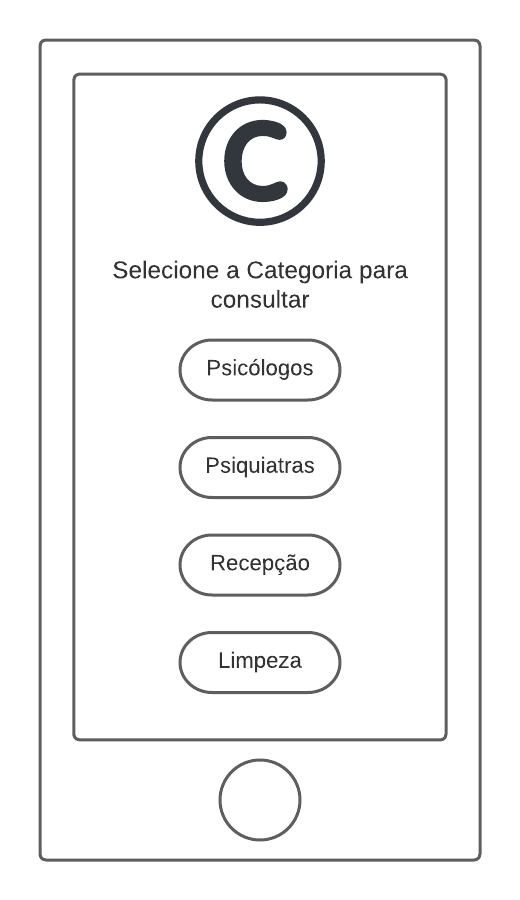 C
Selecione a Categoria para
consultar
Psicólogos
Psiquiatras
Recepção
Limpeza